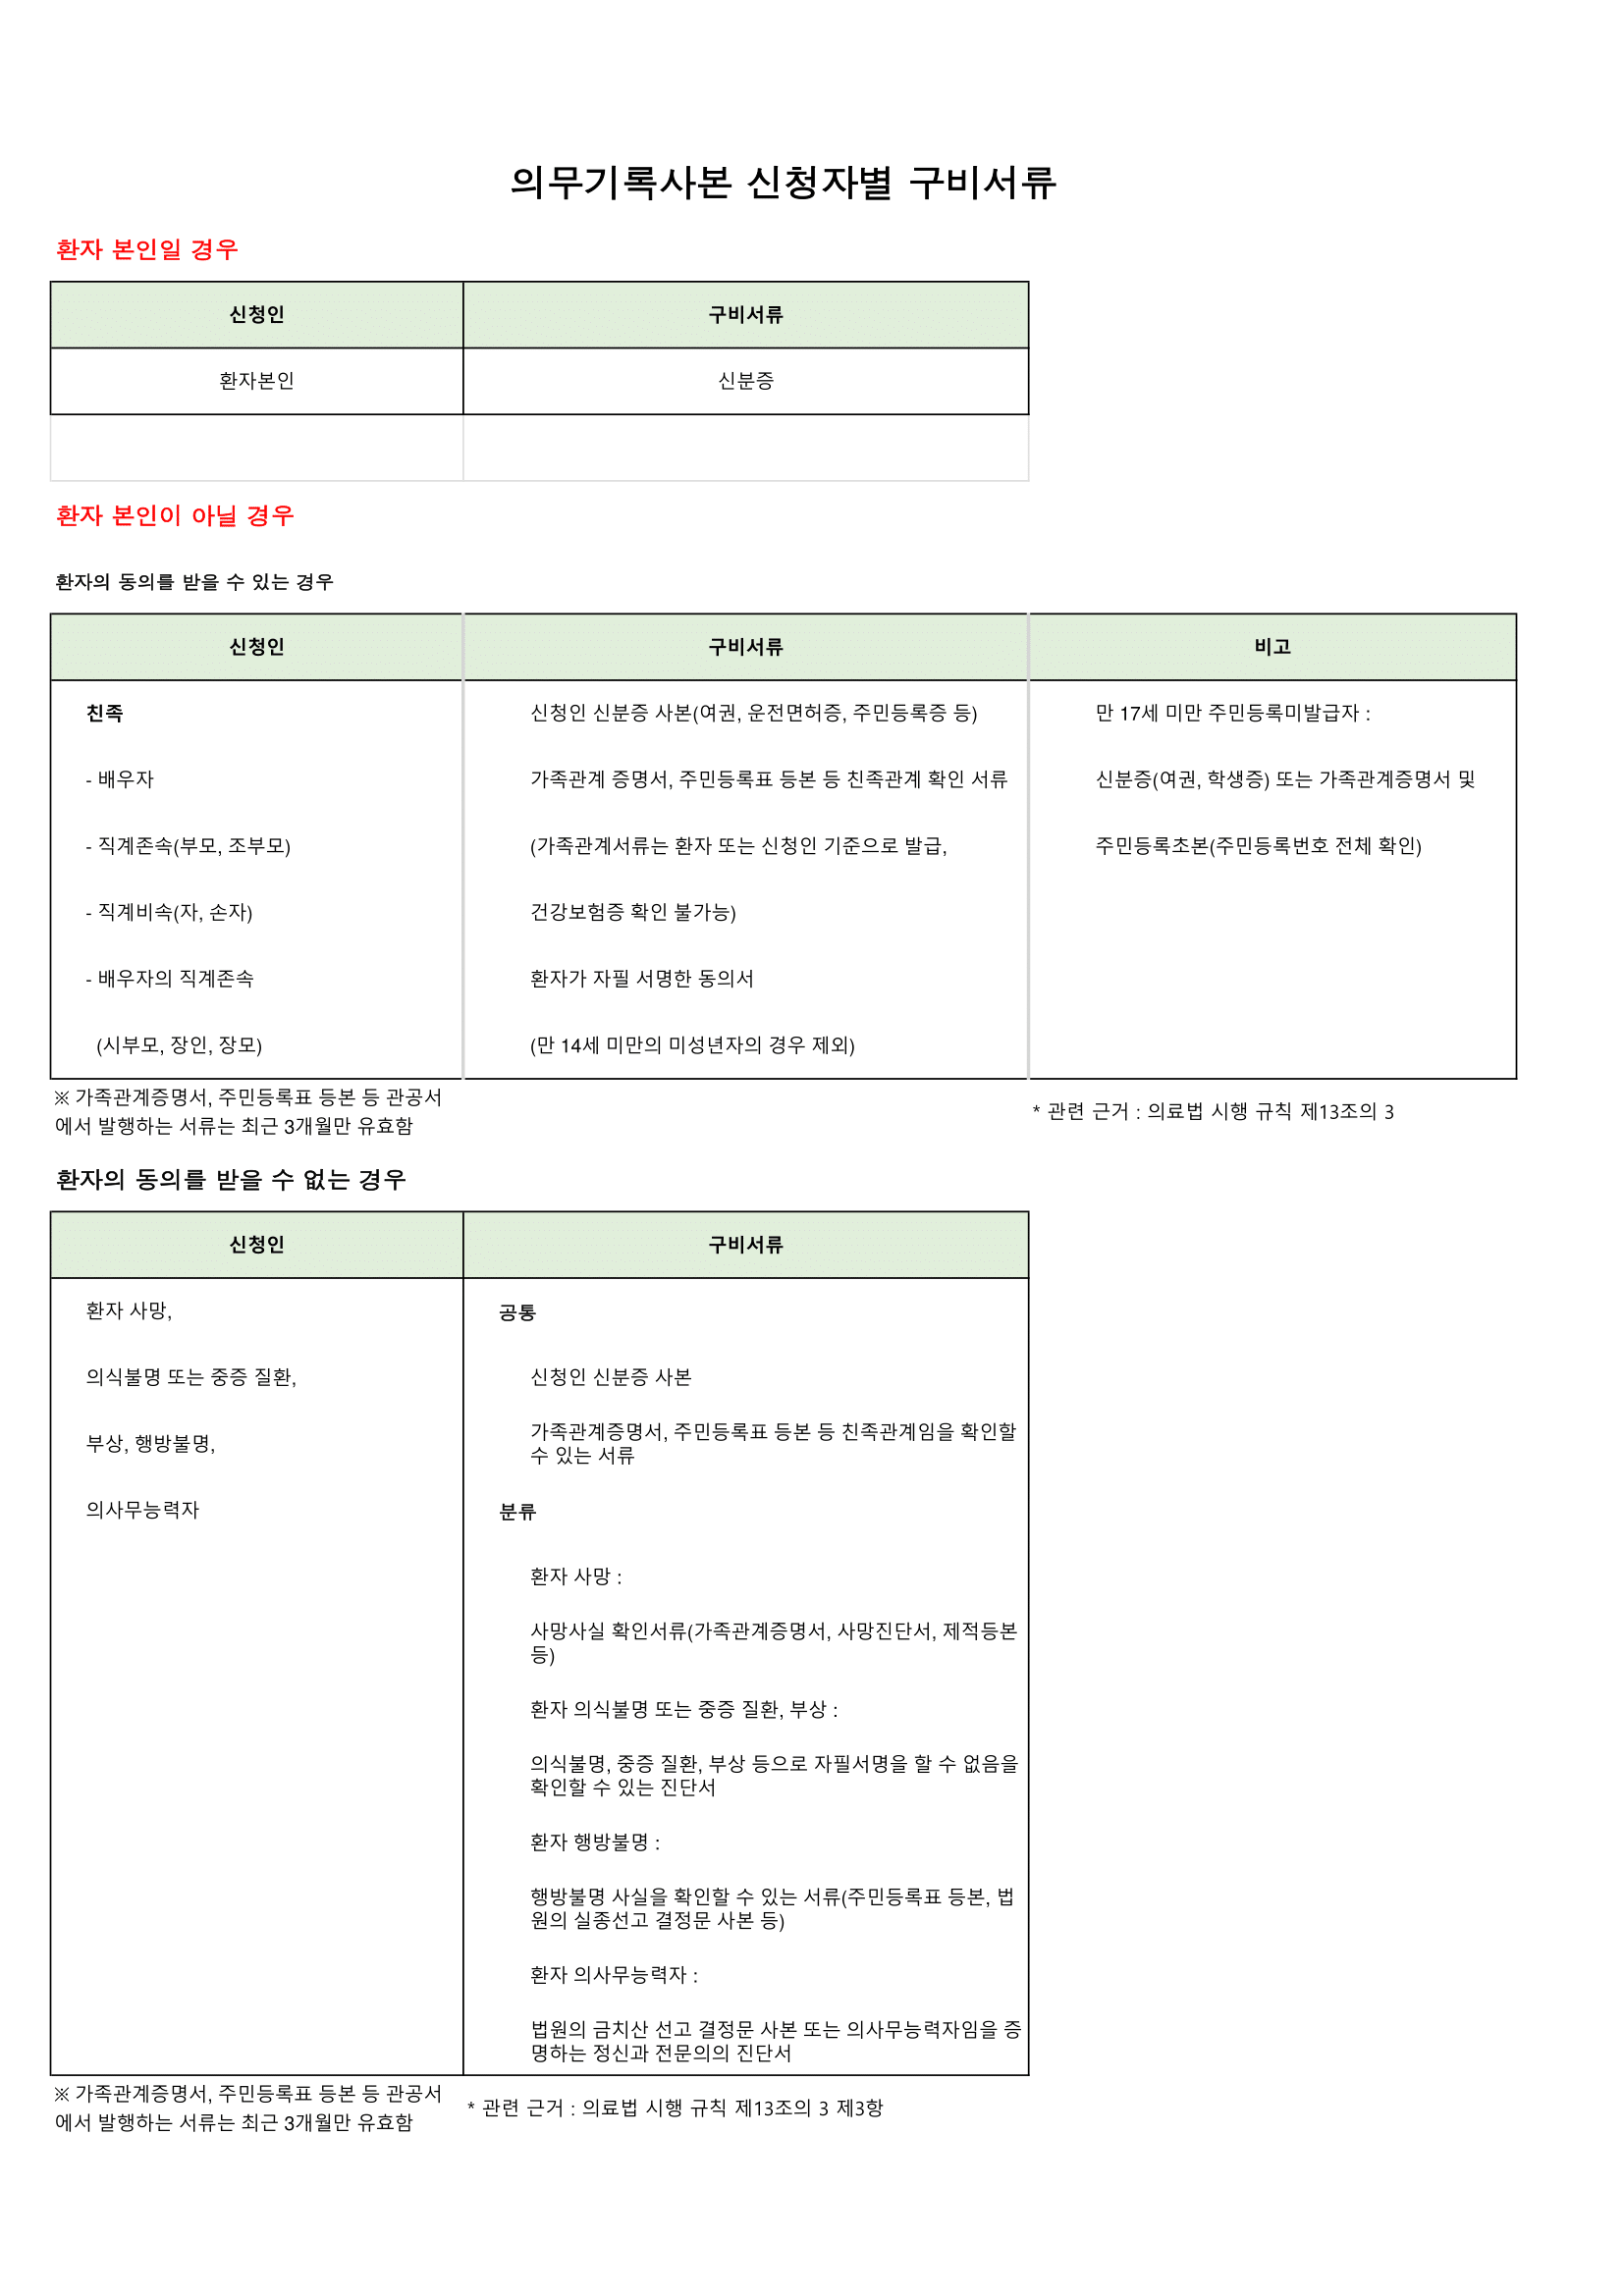 의무기록사본 신청자별 구비서류
환자 본인일 경우
신청인 구비서류
환자본인 신분증
환자 본인이 아닐 경우
환자의 동의를 받을 수 있는 경우
신청인 구비서류 비고
친족 신청인 신분증 사본(여권, 운전면허증, 주민등록증 등) 만 17세 미만 주민등록미발급자 :
- 배우자 가족관계 증명서, 주민등록표 등본 등 친족관계 확인 서류 신분증(여권, 학생증) 또는 가족관계증명서 및
- 직계존속(부모, 조부모) (가족관계서류는 환자 또는 신청인 기준으로 발급, 주민등록초본(주민등록번호 전체 확인)
- 직계비속(자, 손자) 건강보험증 확인 불가능)
- 배우자의 직계존속 환자가 자필 서명한 동의서
(시부모, 장인, 장모) (만 14세 미만의 미성년자의 경우 제외)
※ 가족관계증명서, 주민등록표 등본 등 관공서
에서 발행하는 서류는 최근 3개월만 유효함
* 관련 근거 : 의료법 시행 규칙 제13조의 3
환자의 동의를 받을 수 없는 경우
신청인 구비서류
환자 사망,
의식불명 또는 중증 질환,
부상, 행방불명,
의사무능력자
공통
신청인 신분증 사본
가족관계증명서, 주민등록표 등본 등 친족관계임을 확인할
수 있는 서류
분류
환자 사망 :
사망사실 확인서류(가족관계증명서, 사망진단서, 제적등본
등)
환자 의식불명 또는 중증 질환, 부상 :
의식불명, 중증 질환, 부상 등으로 자필서명을 할 수 없음을
확인할 수 있는 진단서
환자 행방불명 :
행방불명 사실을 확인할 수 있는 서류(주민등록표 등본, 법
원의 실종선고 결정문 사본 등)
환자 의사무능력자 :
법원의 금치산 선고 결정문 사본 또는 의사무능력자임을 증
명하는 정신과 전문의의 진단서
※ 가족관계증명서, 주민등록표 등본 등 관공서
에서 발행하는 서류는 최근 3개월만 유효함
* 관련 근거 : 의료법 시행 규칙 제13조의 3 제3항